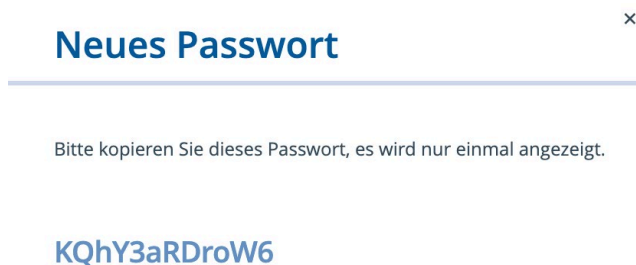 Neues Passwort
Bitte kopieren Sie dieses Passwort, es wird nur einmal angezeigt.
KQhY3aRDroW6